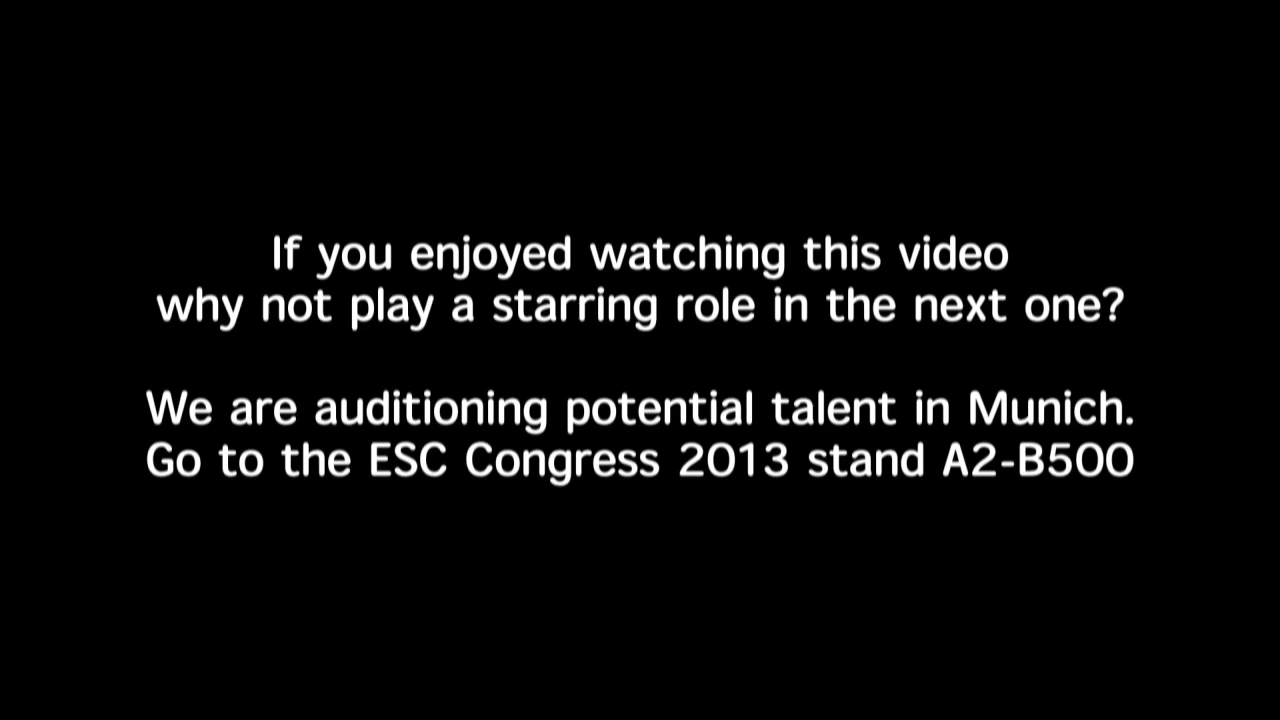 If you enjoyed watching this video
why not play a starring role in the next one?
We are auditioning potential talent in Munich.
Go to the ESC Congress 2013 stand A2-B500